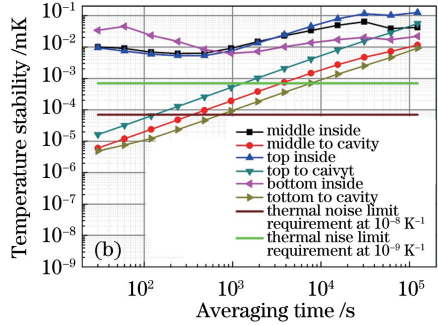 Temperature stability /mK
10⁻¹
10⁻²
10⁻³
10⁻⁴
10⁻⁵
10⁻⁶
10⁻⁷
10⁻⁸
10⁻⁹
middle inside
middle to cavity
top inside
top to caivyt
bottom inside
tottom to cavity
thermal noise limit
requirement at 10⁻⁸ K⁻¹
thermal nise limit
requirement at 10⁻⁹ K⁻¹
(b)
10² 10³ 10⁴ 10⁵
Averaging time /s